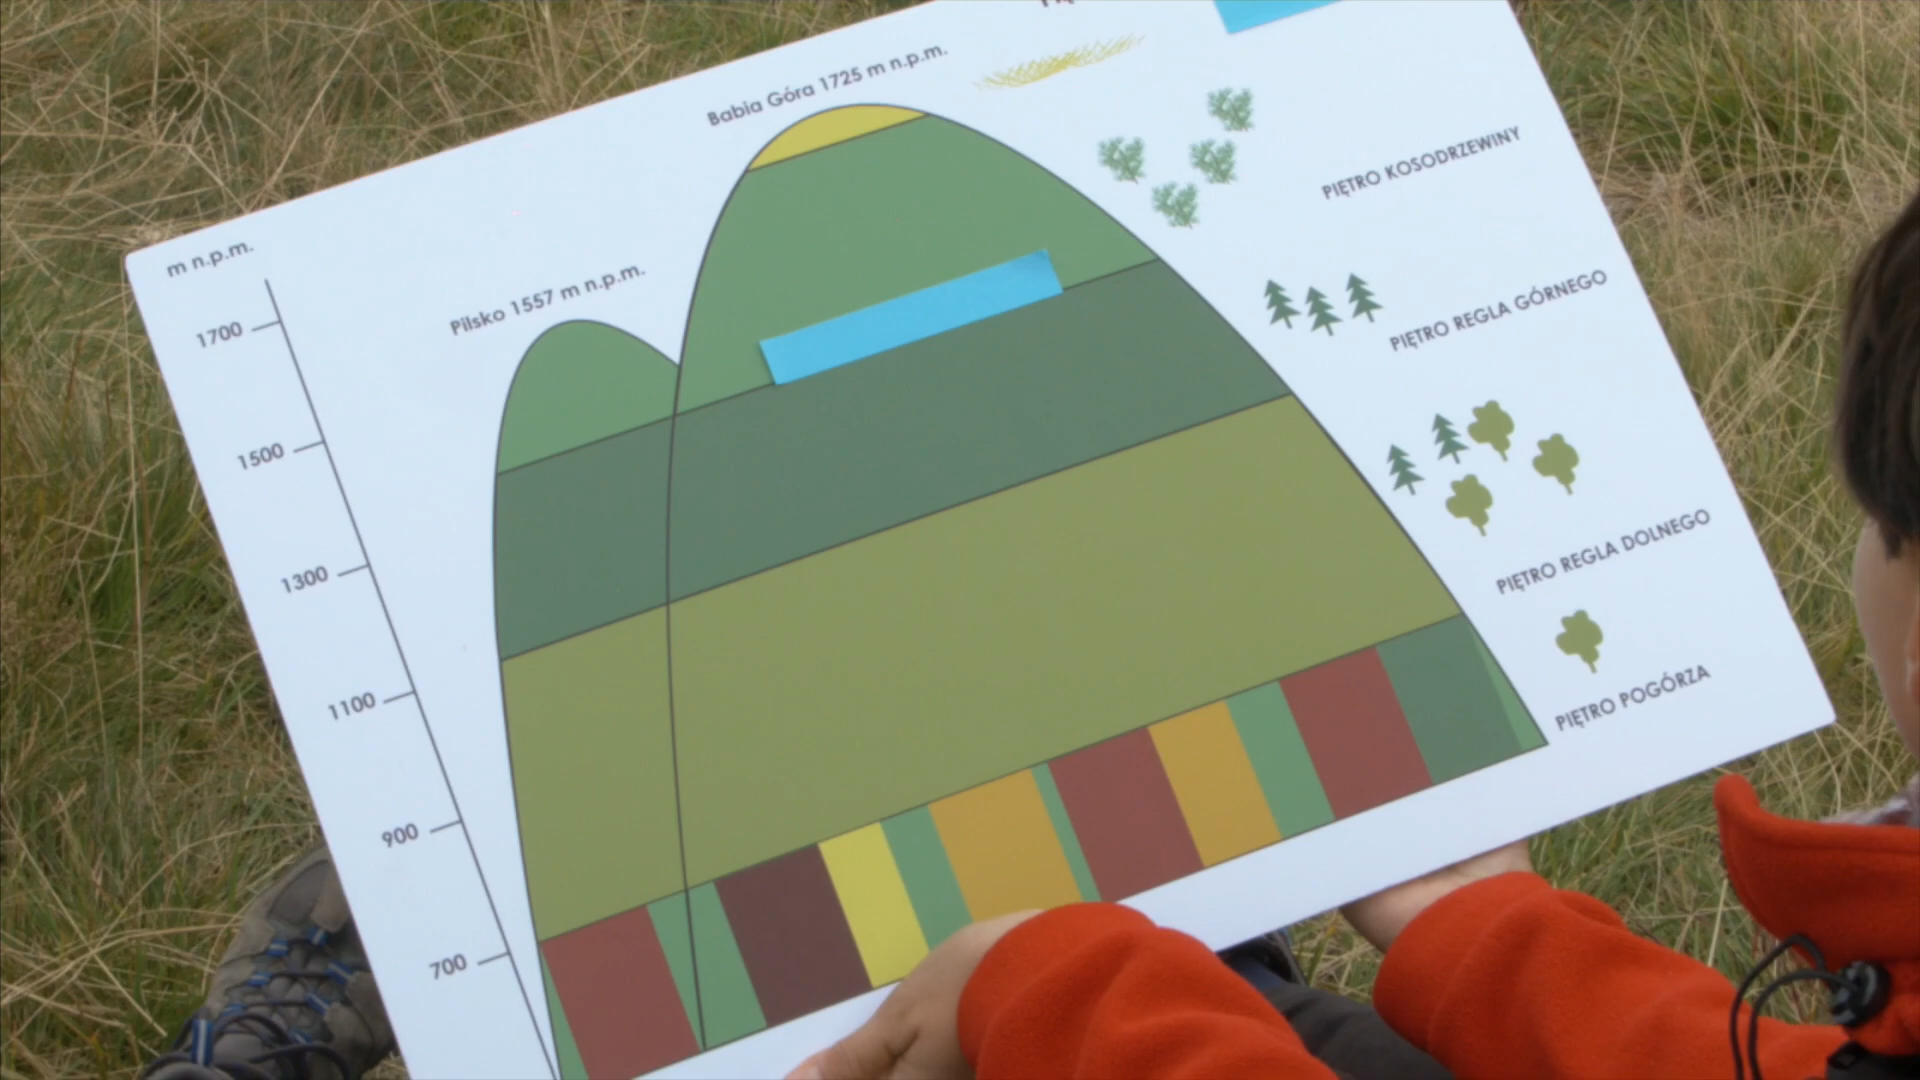 Babia Góra 1725 m n.p.m.
PIĘTRO KOSODRZEWINY
m n.p.m.
Pilsko 1557 m n.p.m.
PIĘTRO REGLA GÓRNEGO
1700
1500
PIĘTRO REGLA DOLNEGO
1300
PIĘTRO POGÓRZA
1100
900
700